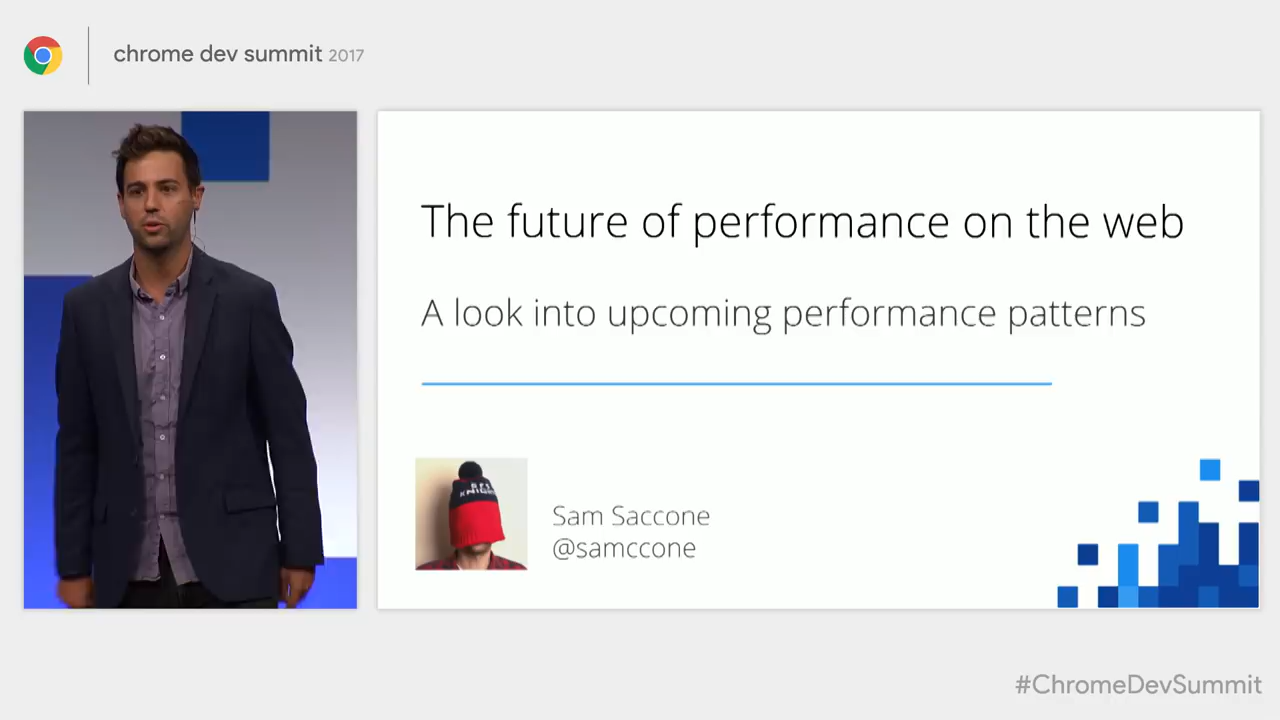 chrome dev summit 2017
The future of performance on the web
A look into upcoming performance patterns
Sam Saccone
@samccone
#ChromeDevSummit